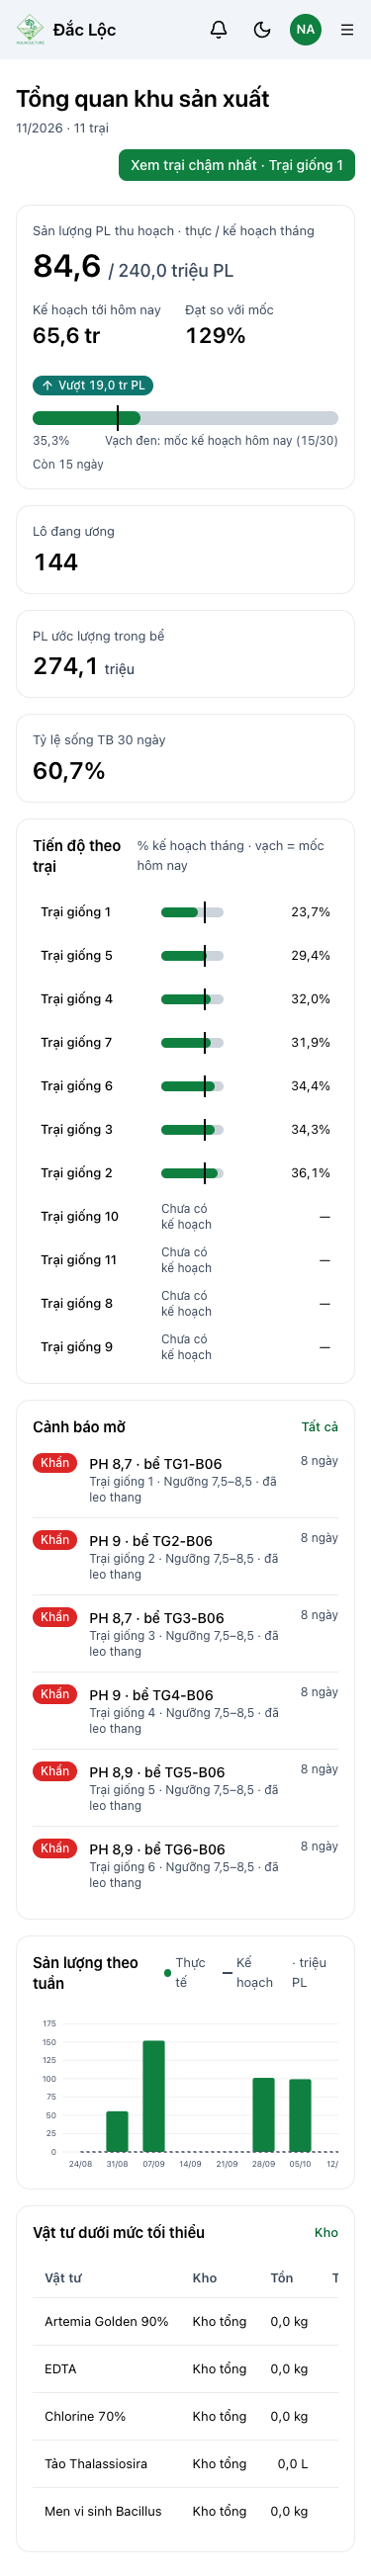 Đắc Lộc
NA
Tổng quan khu sản xuất
11/2026 · 11 trại
Xem trại chậm nhất · Trại giống 1
Sản lượng PL thu hoạch · thực / kế hoạch tháng
84,6 / 240,0 triệu PL
Kế hoạch tới hôm nay
Đạt so với mốc
65,6 tr
129%
↑ Vượt 19,0 tr PL
35,3%
Vạch đen: mốc kế hoạch hôm nay (15/30)
Còn 15 ngày
Lô đang ương
144
PL ước lượng trong bể
274,1 triệu
Tỷ lệ sống TB 30 ngày
60,7%
Tiến độ theo trại
% kế hoạch tháng · vạch = mốc hôm nay
Trại giống 1 23,7%
Trại giống 5 29,4%
Trại giống 4 32,0%
Trại giống 7 31,9%
Trại giống 6 34,4%
Trại giống 3 34,3%
Trại giống 2 36,1%
Trại giống 10 Chưa có kế hoạch —
Trại giống 11 Chưa có kế hoạch —
Trại giống 8 Chưa có kế hoạch —
Trại giống 9 Chưa có kế hoạch —
Cảnh báo mở
Tất cả
Khẩn PH 8,7 · bể TG1-B06 8 ngày
Trại giống 1 · Ngưỡng 7,5–8,5 · đã
leo thang
Khẩn PH 9 · bể TG2-B06 8 ngày
Trại giống 2 · Ngưỡng 7,5–8,5 · đã
leo thang
Khẩn PH 8,7 · bể TG3-B06 8 ngày
Trại giống 3 · Ngưỡng 7,5–8,5 · đã
leo thang
Khẩn PH 9 · bể TG4-B06 8 ngày
Trại giống 4 · Ngưỡng 7,5–8,5 · đã
leo thang
Khẩn PH 8,9 · bể TG5-B06 8 ngày
Trại giống 5 · Ngưỡng 7,5–8,5 · đã
leo thang
Khẩn PH 8,9 · bể TG6-B06 8 ngày
Trại giống 6 · Ngưỡng 7,5–8,5 · đã
leo thang
Sản lượng theo tuần
Thực tế
Kế hoạch
· triệu PL
175
150
125
100
75
50
25
0
24/08 31/08 07/09 14/09 21/09 28/09 05/10 12/
Vật tư dưới mức tối thiểu
Kho
Vật tư Kho Tồn T
Artemia Golden 90% Kho tổng 0,0 kg
EDTA Kho tổng 0,0 kg
Chlorine 70% Kho tổng 0,0 kg
Tảo Thalassiosira Kho tổng 0,0 L
Men vi sinh Bacillus Kho tổng 0,0 kg